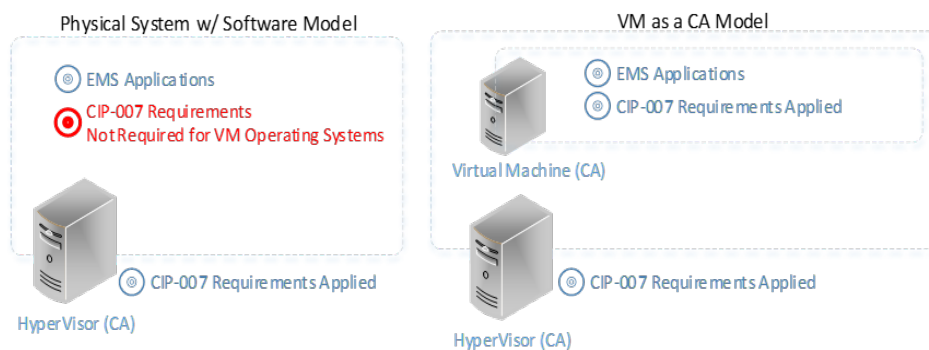 Physical System w/ Software Model
EMS Applications
CIP-007 Requirements
Not Required for VM Operating Systems
CIP-007 Requirements Applied
HyperVisor (CA)
VM as a CA Model
EMS Applications
CIP-007 Requirements Applied
Virtual Machine (CA)
CIP-007 Requirements Applied
HyperVisor (CA)